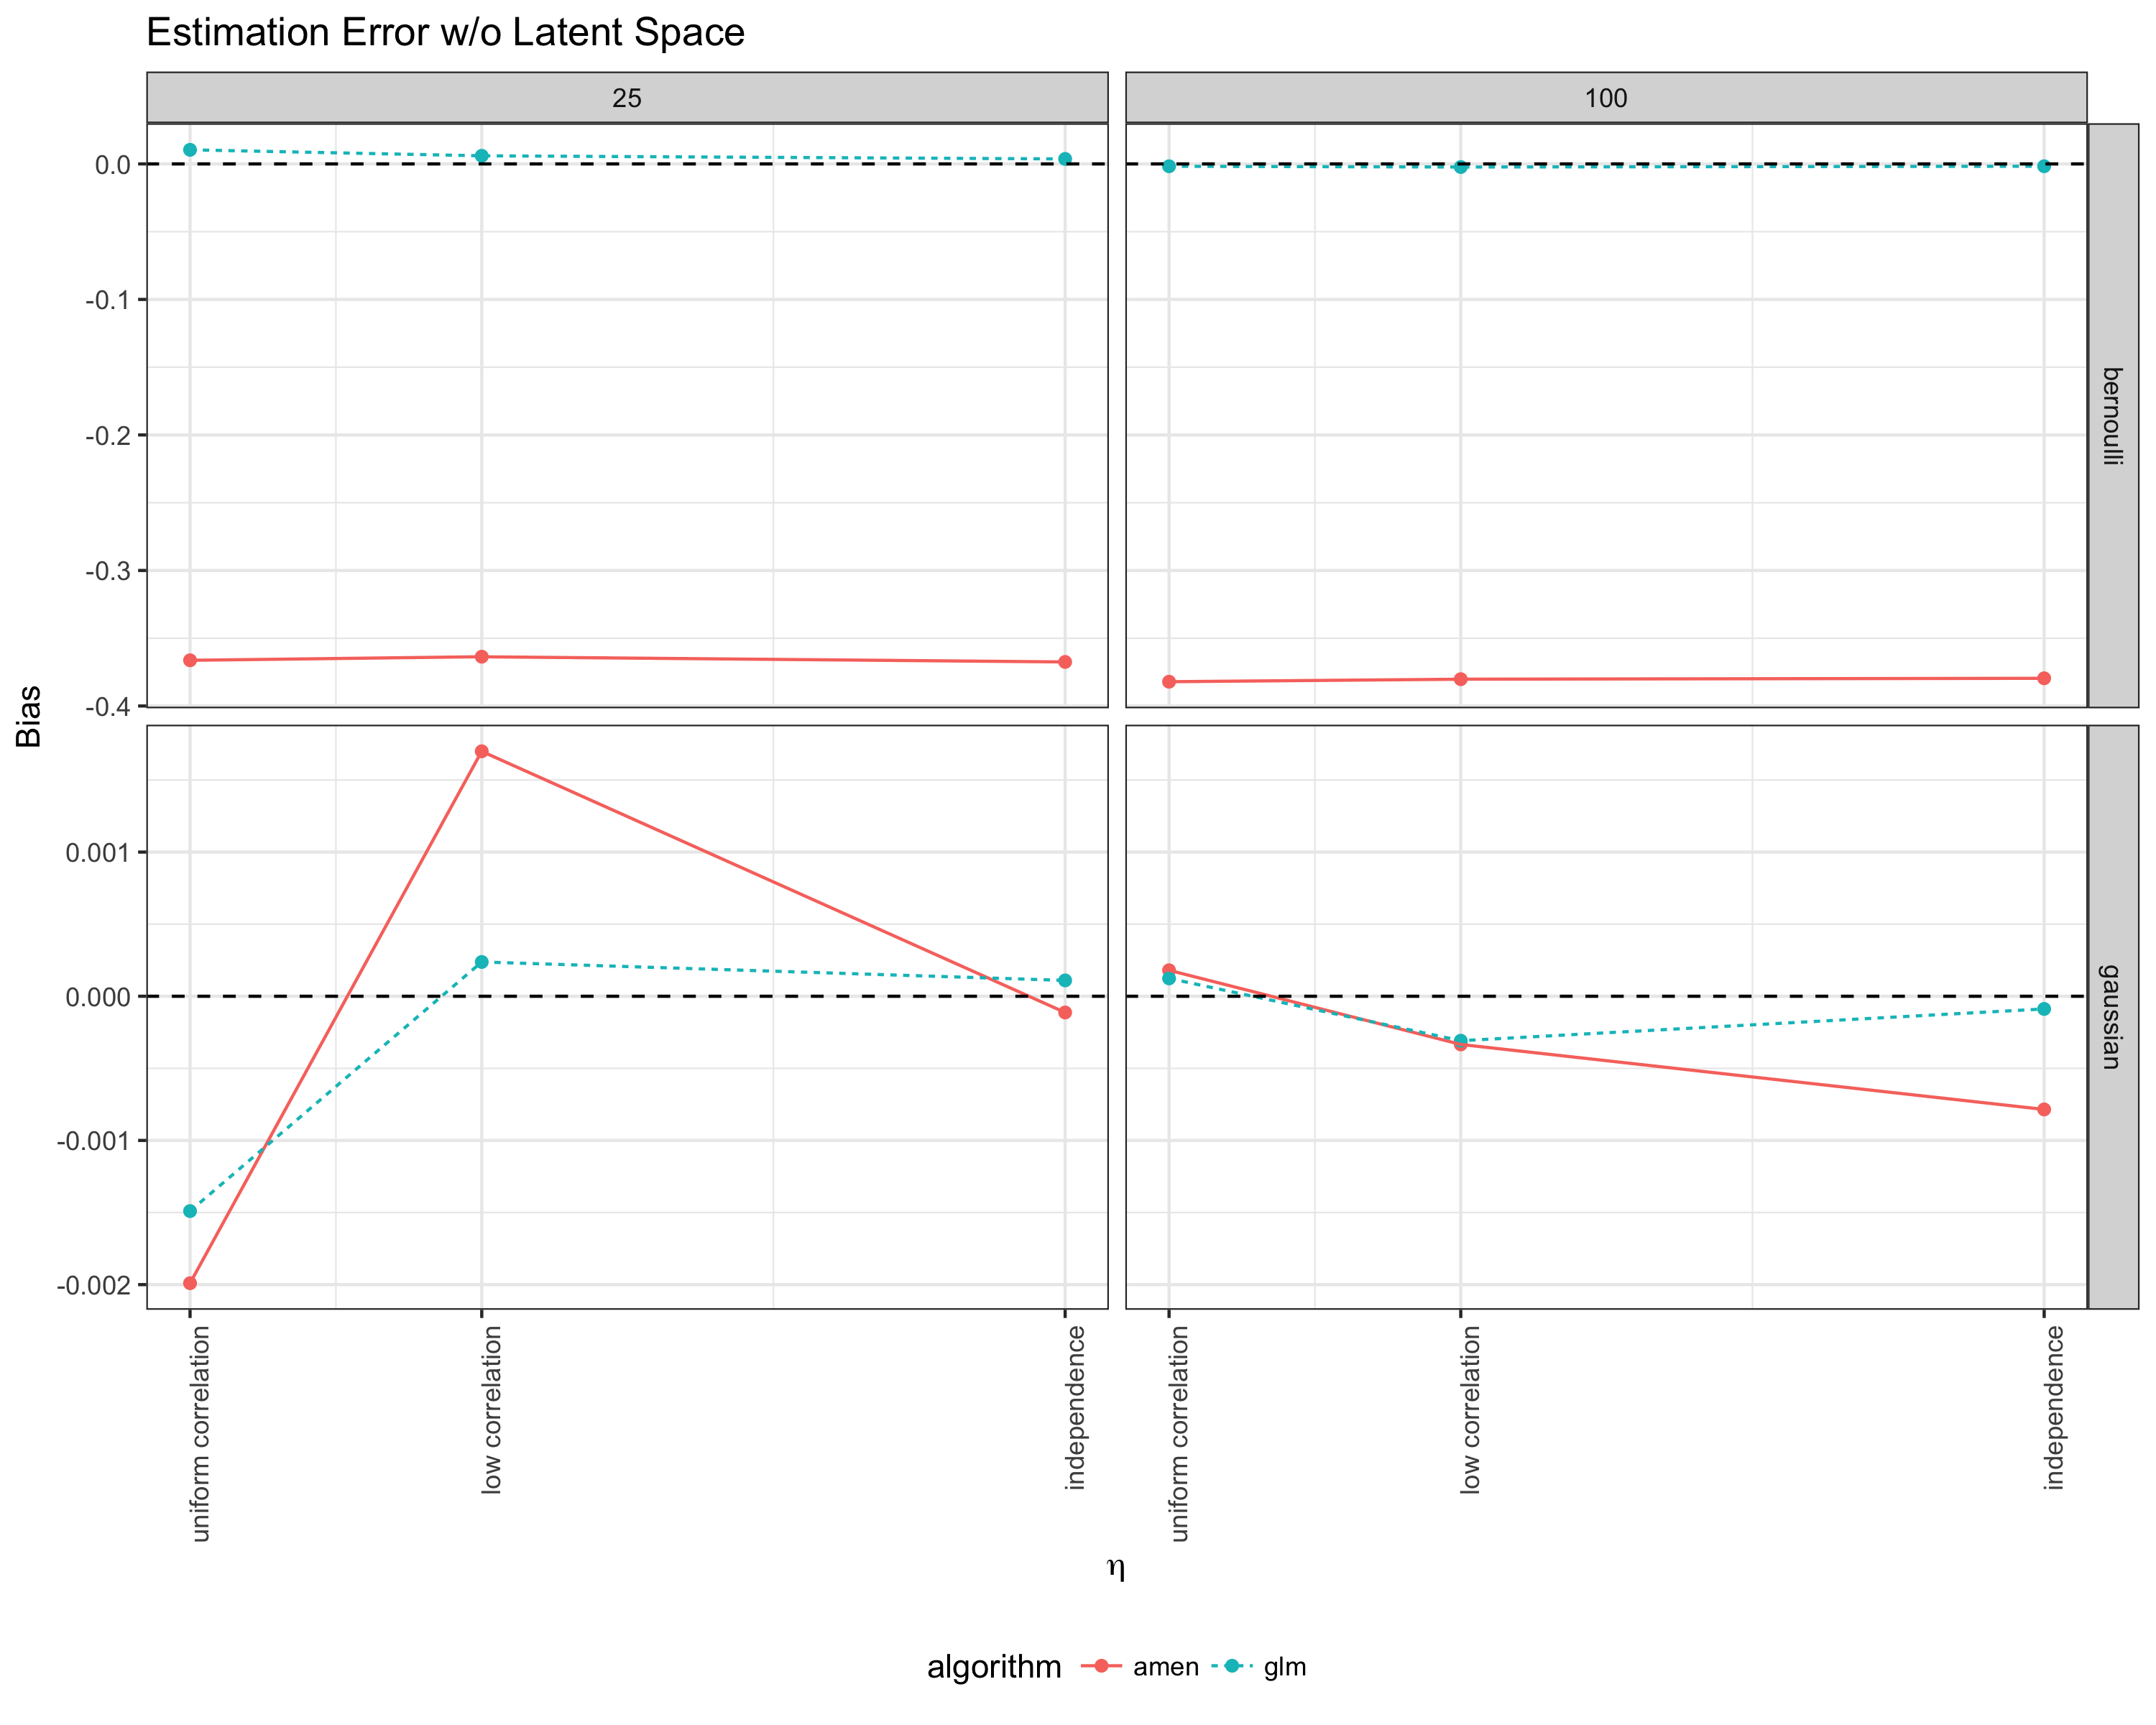 Estimation Error w/o Latent Space
25
100
0.0
-0.1
-0.2
-0.3
-0.4
bernoulli
Bias
0.001
0.000
-0.001
-0.002
gaussian
uniform correlation
low correlation
independence
uniform correlation
low correlation
independence
η
algorithm amen glm